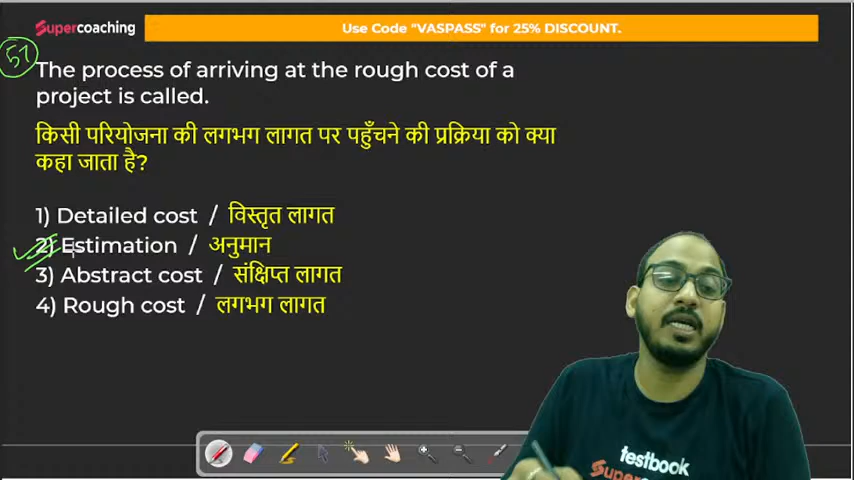 Supercoaching
Use Code "VASPASS" for 25% DISCOUNT.
57
The process of arriving at the rough cost of a
project is called.
किसी परियोजना की लगभग लागत पर पहुँचने की प्रक्रिया को क्या
कहा जाता है?
1) Detailed cost / विस्तृत लागत
2) Estimation / अनुमान
3) Abstract cost / संक्षिप्त लागत
4) Rough cost / लगभग लागत
testbook